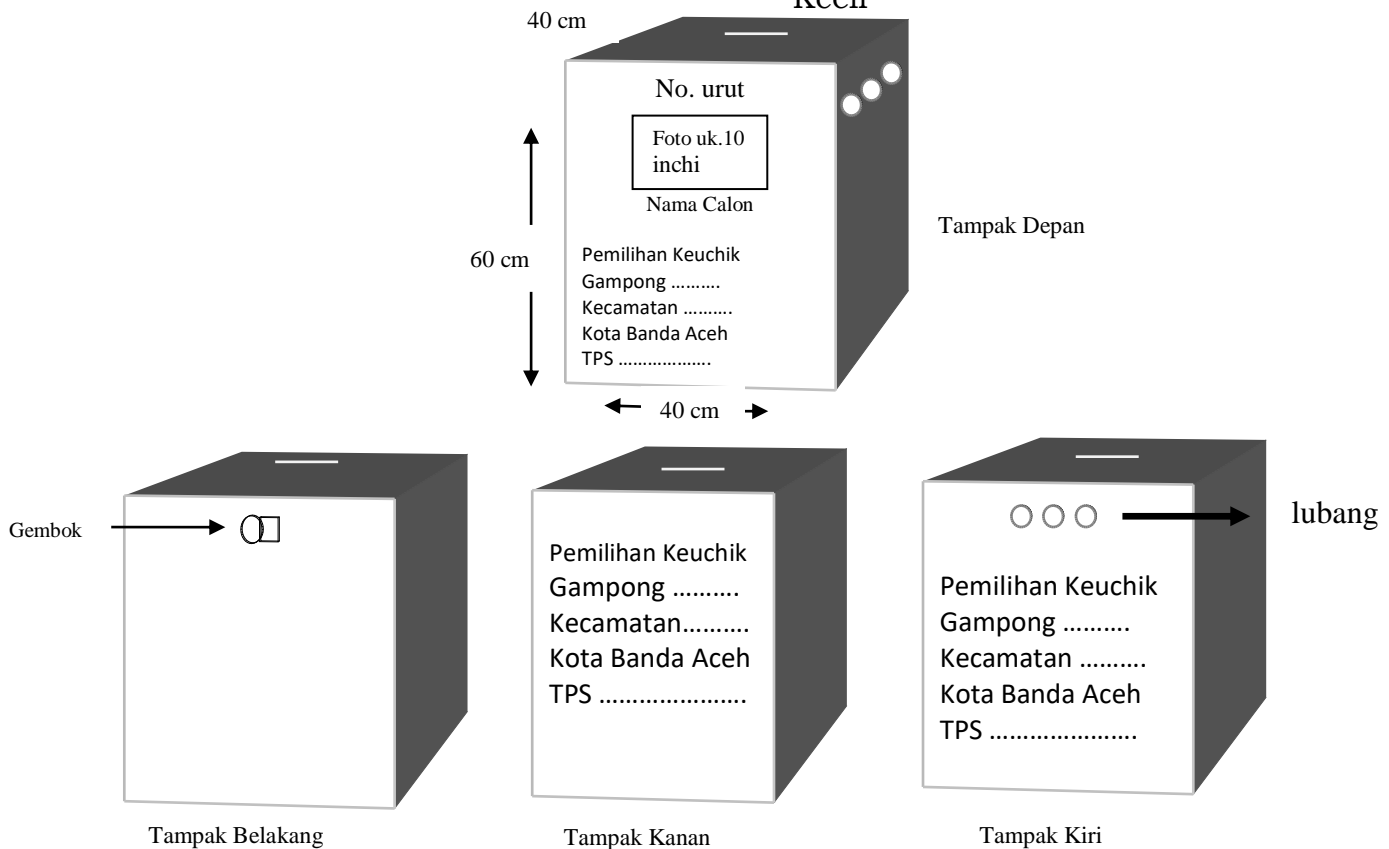 Kecil
40 cm
No. urut
Foto uk.10
inchi
Nama Calon
Tampak Depan
60 cm
Pemilihan Keuchik
Gampong ……….
Kecamatan ……….
Kota Banda Aceh
TPS ……………….
40 cm
Gembok
lubang
Pemilihan Keuchik
Gampong ……….
Kecamatan……….
Kota Banda Aceh
TPS ………………….
Pemilihan Keuchik
Gampong ……….
Kecamatan ……….
Kota Banda Aceh
TPS ………………….
Tampak Belakang
Tampak Kanan
Tampak Kiri